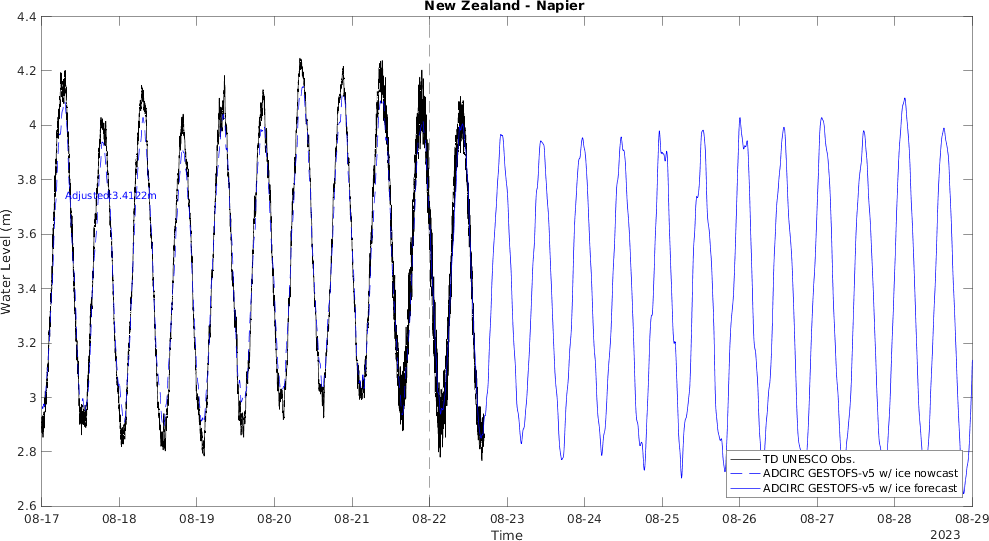 New Zealand - Napier
4.4
4.2
4
3.8
3.6
3.4
3.2
3
2.8
2.6
Water Level (m)
Adjusted:3.4122m
TD UNESCO Obs.
ADCIRC GESTOFS-v5 w/ ice nowcast
ADCIRC GESTOFS-v5 w/ ice forecast
08-17 08-18 08-19 08-20 08-21 08-22 08-23 08-24 08-25 08-26 08-27 08-28 08-29
Time
2023